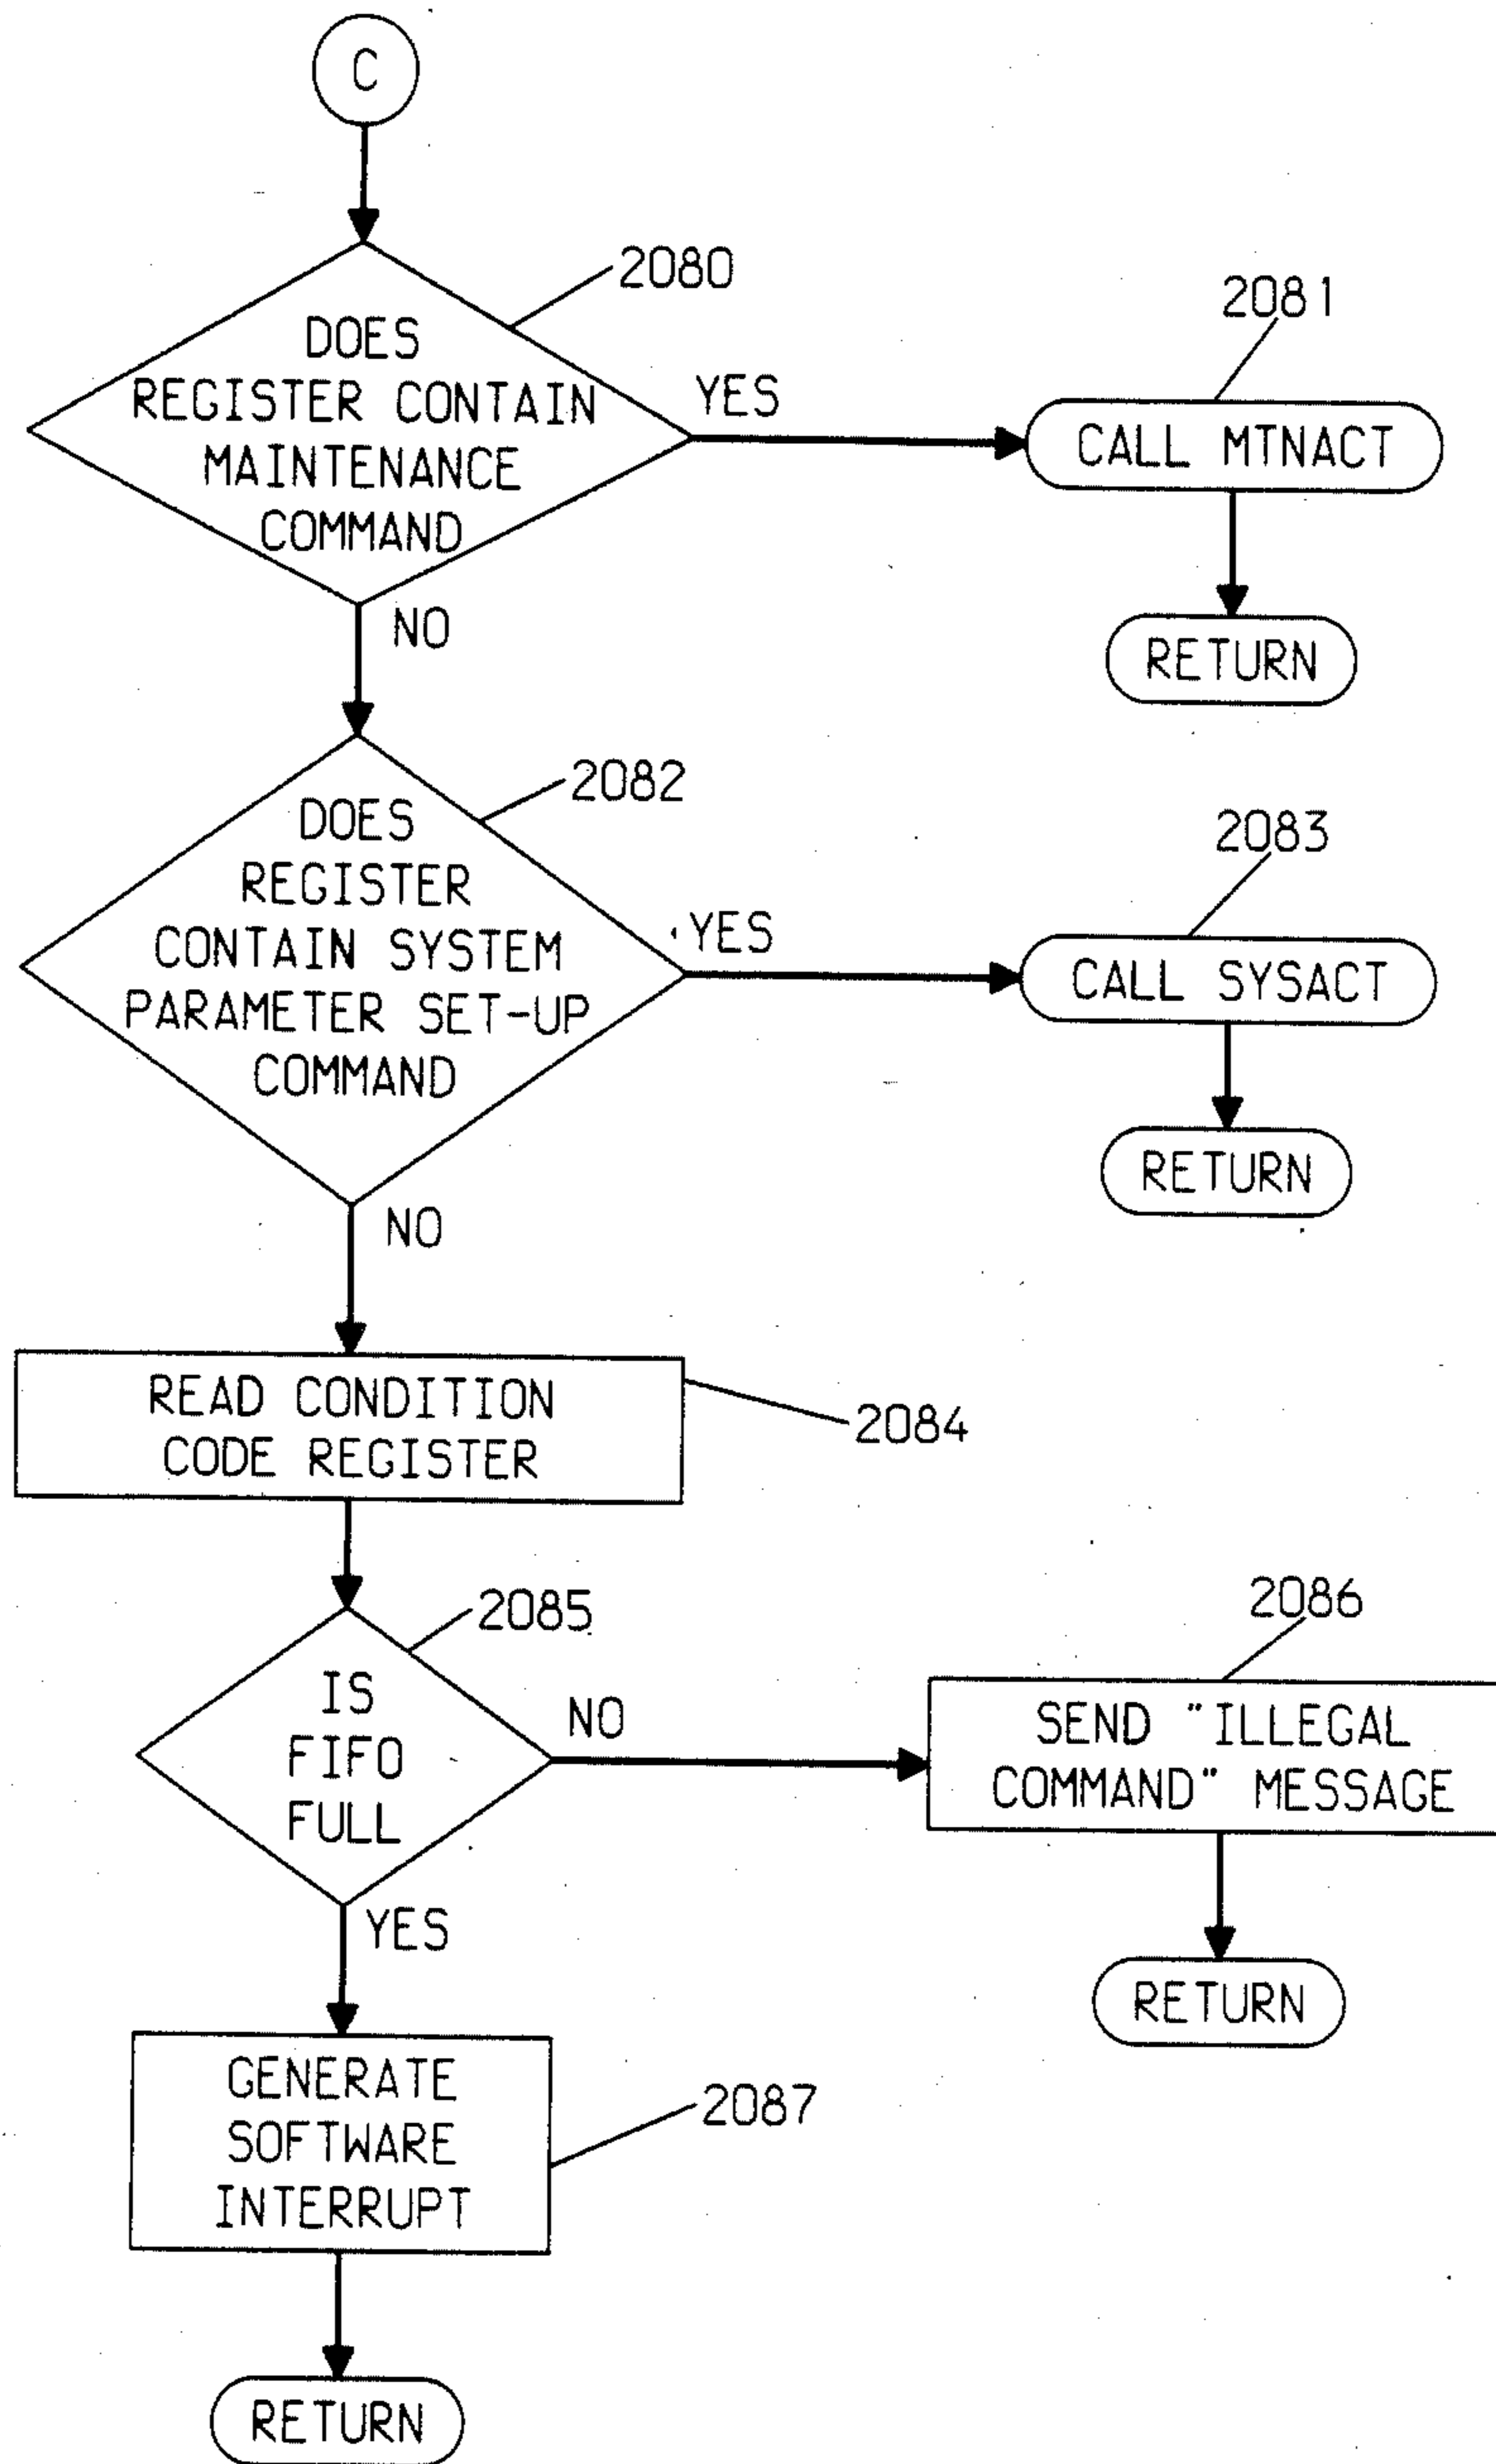 C
2080
DOES
REGISTER CONTAIN
MAINTENANCE
COMMAND
YES
2081
CALL MTNACT
RETURN
NO
2082
DOES
REGISTER
CONTAIN SYSTEM
PARAMETER SET-UP
COMMAND
YES
2083
CALL SYSACT
RETURN
NO
READ CONDITION
CODE REGISTER
2084
2085
IS
FIFO
FULL
NO
2086
SEND "ILLEGAL
COMMAND" MESSAGE
RETURN
YES
GENERATE
SOFTWARE
INTERRUPT
2087
RETURN